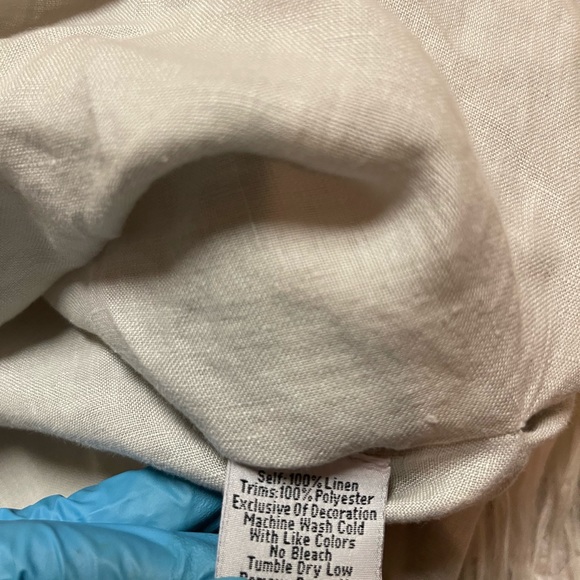 Self:100% Linen
Trims:100% Polyester
Exclusive Of Decoration
Machine Wash Cold
With Like Colors
No Bleach
Tumble Dry Low